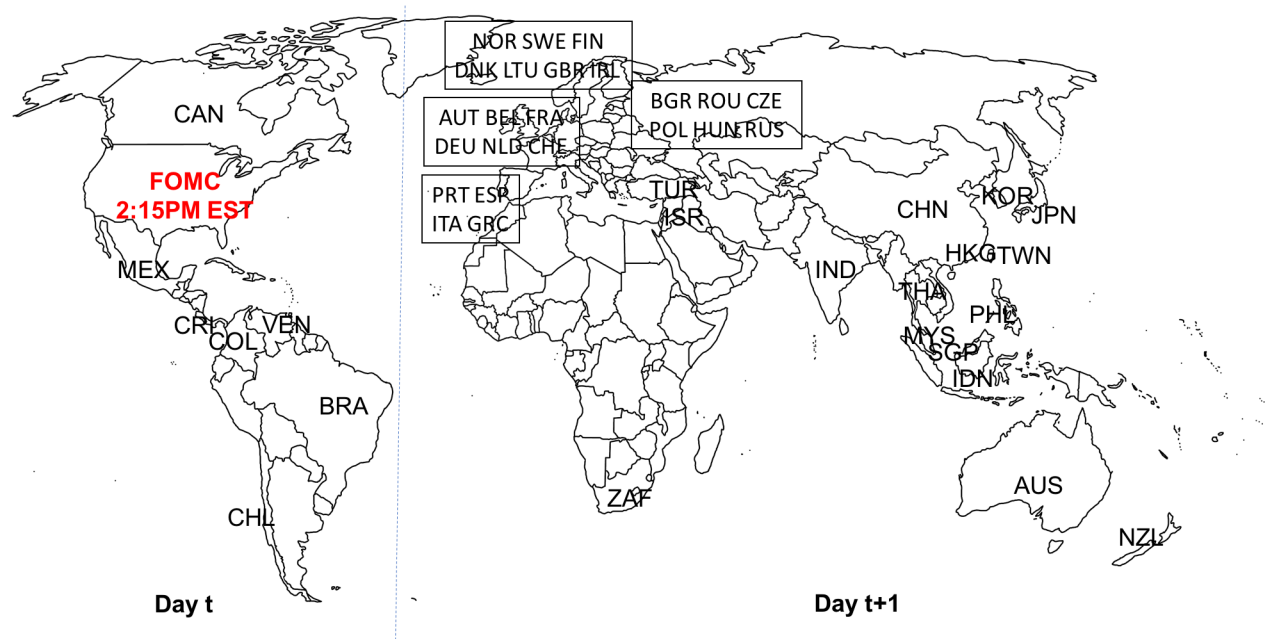 NOR SWE FIN
DNK LTU GBR IRL
BGR ROU CZE
POL HUN RUS
AUT BEL FRA
DEU NLD CHE
PRT ESP
ITA GRC
CAN
FOMC
2:15PM EST
MEX
CRI
VEN
COL
BRA
CHL
TUR
ISR
ZAF
CHN
KOR
JPN
HKG
TWN
IND
THA
PHL
MYS
SGP
IDN
AUS
NZL
Day t
Day t+1